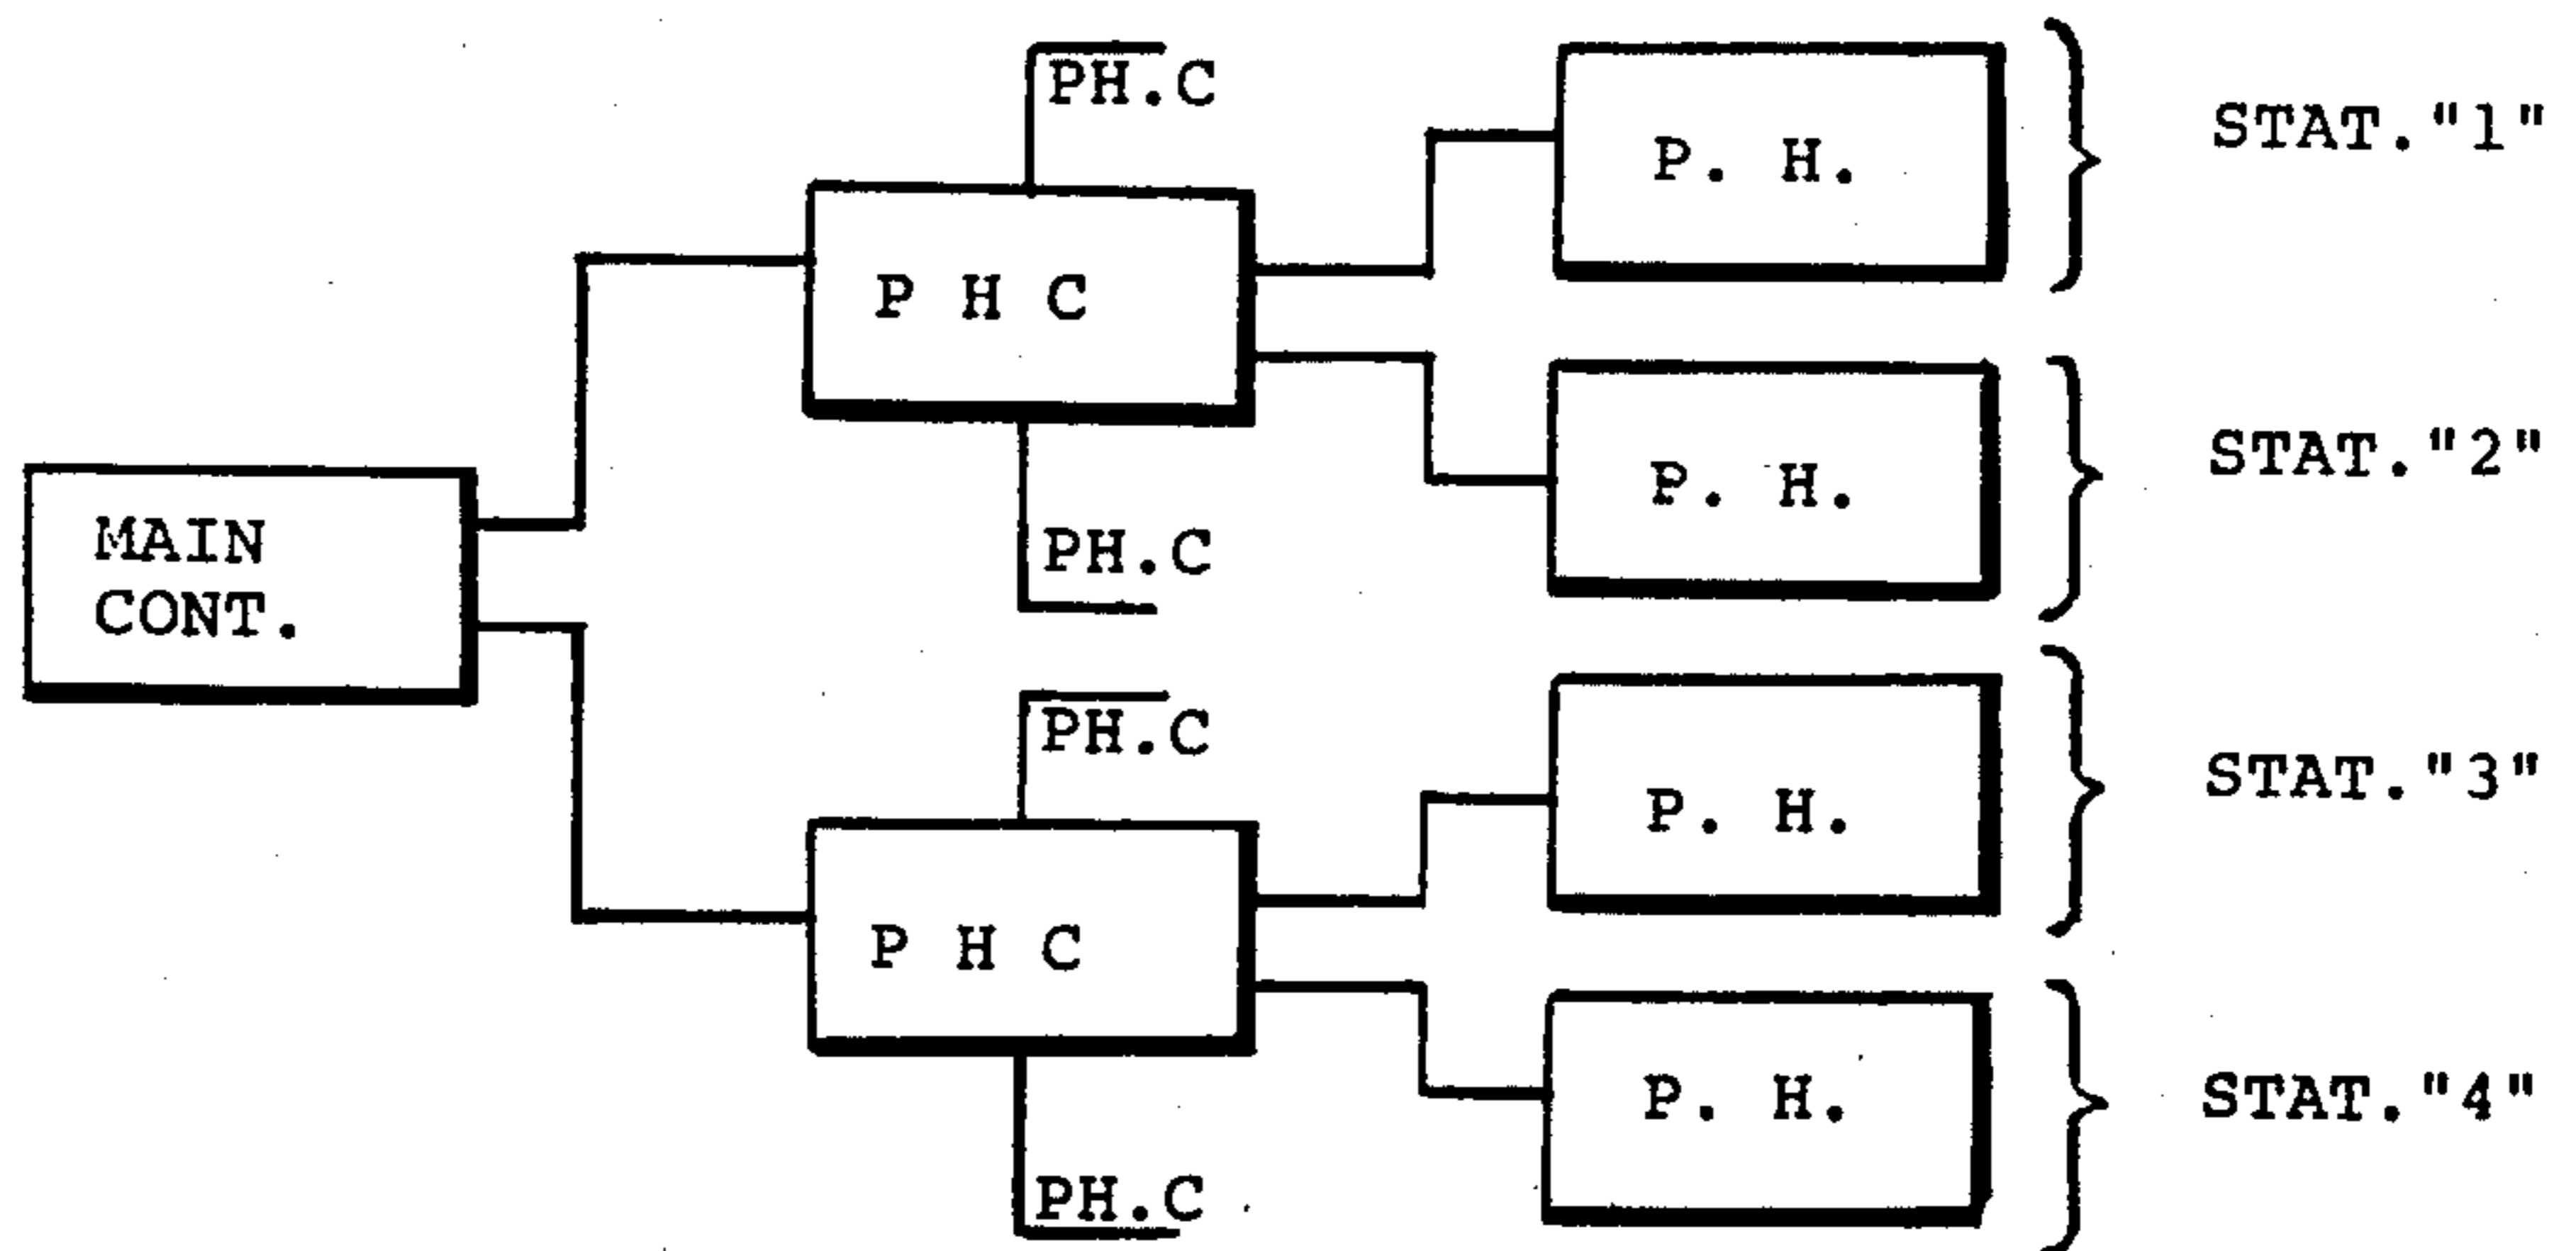 PH.C
P. H.
STAT."1"
P H C
P. H.
STAT."2"
MAIN
CONT.
PH.C
PH.C
P. H.
STAT."3"
P H C
P. H.
STAT."4"
PH.C